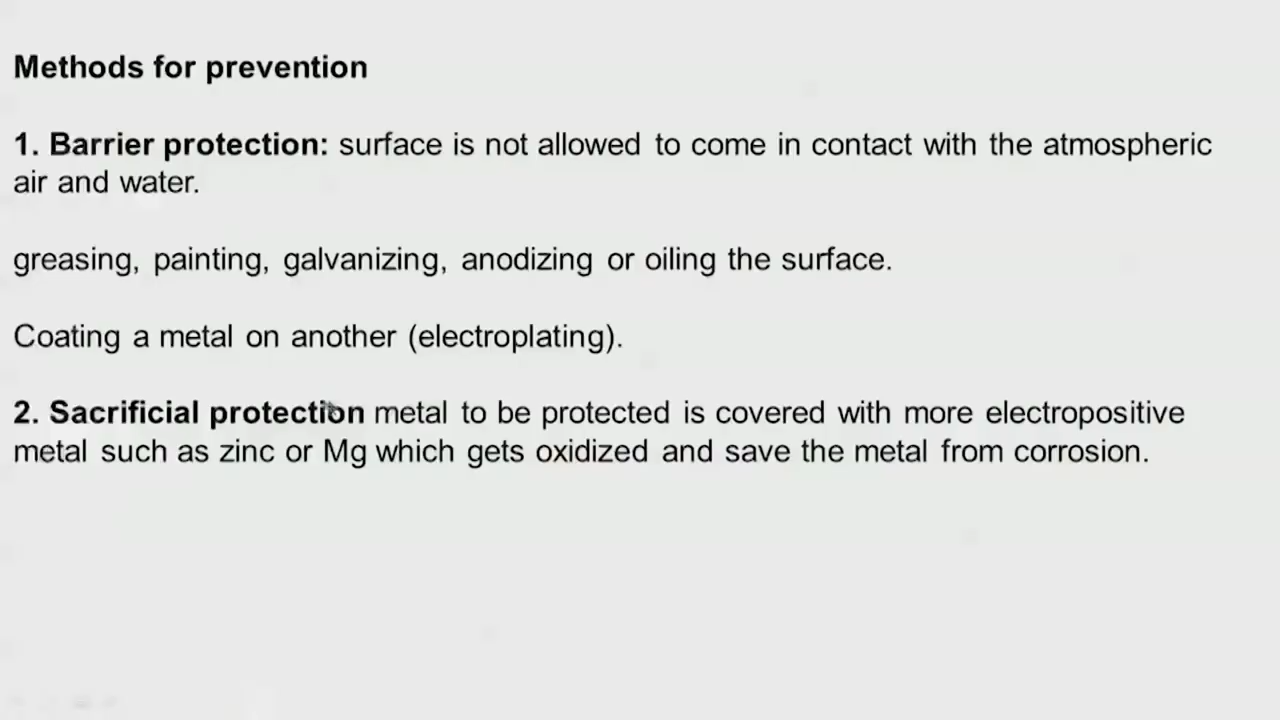 Methods for prevention
1. Barrier protection: surface is not allowed to come in contact with the atmospheric
air and water.
greasing, painting, galvanizing, anodizing or oiling the surface.
Coating a metal on another (electroplating).
2. Sacrificial protection metal to be protected is covered with more electropositive
metal such as zinc or Mg which gets oxidized and save the metal from corrosion.